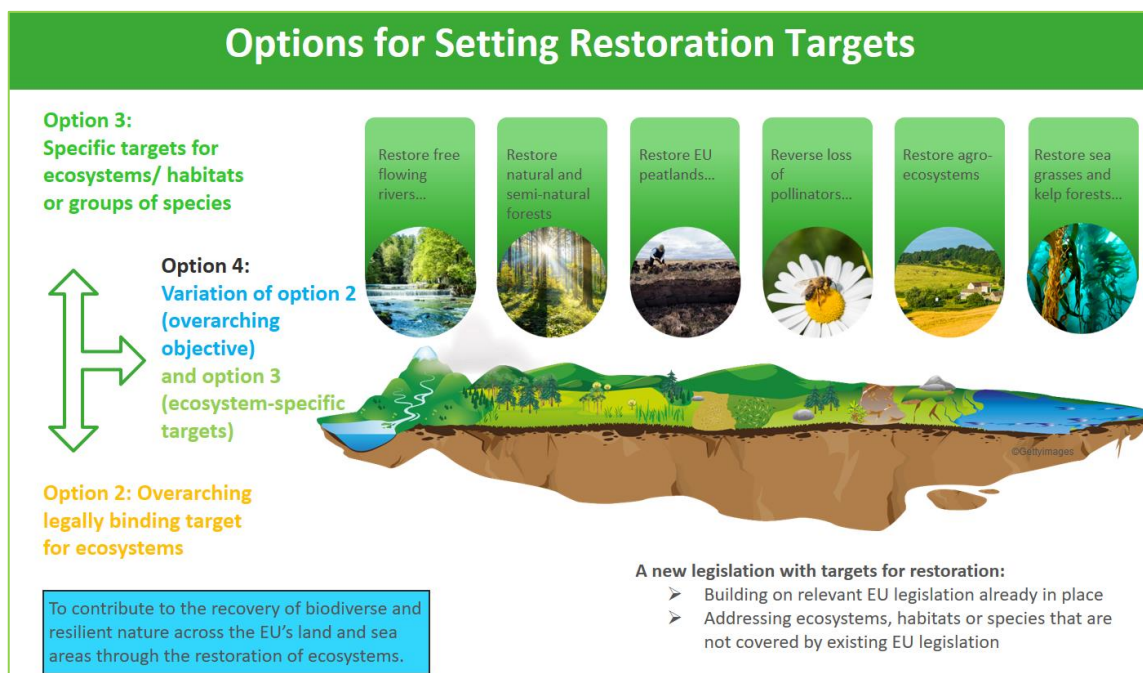 Options for Setting Restoration Targets
Option 3:
Specific targets for
ecosystems/ habitats
or groups of species
Restore free
flowing
rivers...
Restore
natural and
semi-natural
forests
Restore EU
peatlands...
Reverse loss
of
pollinators...
Restore agro-
ecosystems
Restore sea
grasses and
kelp forests...
Option 4:
Variation of option 2
(overarching
objective)
and option 3
(ecosystem-specific
targets)
©GettyImages
Option 2: Overarching
legally binding target
for ecosystems
To contribute to the recovery of biodiverse and
resilient nature across the EU's land and sea
areas through the restoration of ecosystems.
A new legislation with targets for restoration:
➢ Building on relevant EU legislation already in place
➢ Addressing ecosystems, habitats or species that are
not covered by existing EU legislation